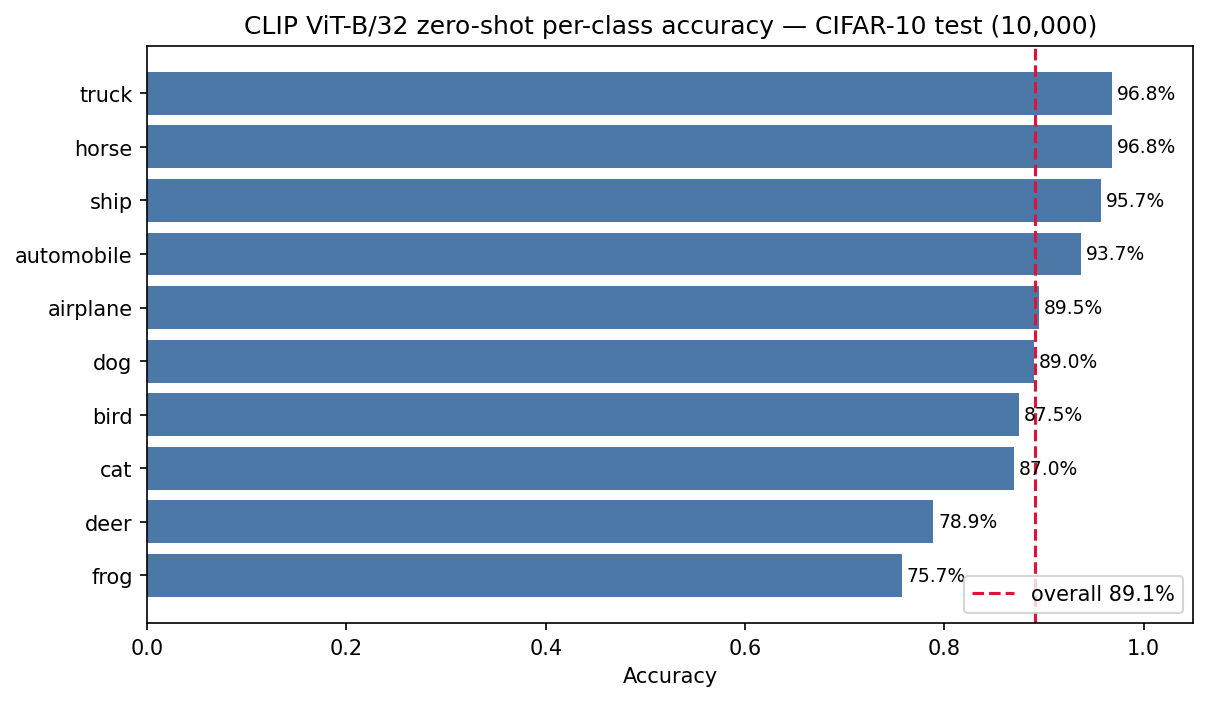 CLIP ViT-B/32 zero-shot per-class accuracy — CIFAR-10 test (10,000)
truck 96.8%
horse 96.8%
ship 95.7%
automobile 93.7%
airplane 89.5%
dog 89.0%
bird 87.5%
cat 87.0%
deer 78.9%
frog 75.7%
overall 89.1%
0.0 0.2 0.4 0.6 0.8 1.0
Accuracy